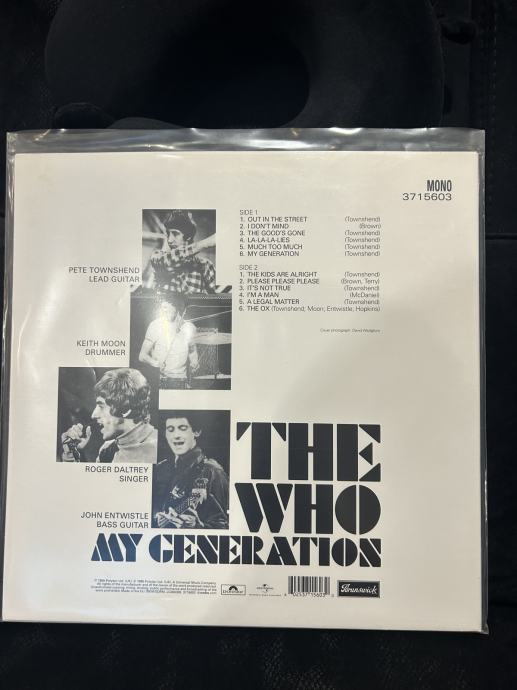 MONO
3715603
SIDE 1
1. OUT IN THE STREET (Townshend)
2. I DON'T MIND (Brown)
3. THE GOOD'S GONE (Townshend)
4. LA-LA-LA-LIES (Townshend)
5. MUCH TOO MUCH (Townshend)
6. MY GENERATION (Townshend)
SIDE 2
1. THE KIDS ARE ALRIGHT (Townshend)
2. PLEASE PLEASE PLEASE (Brown, Terry)
3. IT'S NOT TRUE (Townshend)
4. I'M A MAN (McDaniel)
5. A LEGAL MATTER (Townshend)
6. THE OX (Townshend; Moon; Entwistle; Hopkins)
Cover photograph: David Wedgbury
PETE TOWNSHEND
LEAD GUITAR
KEITH MOON
DRUMMER
ROGER DALTREY
SINGER
JOHN ENTWISTLE
BASS GUITAR
THE
WHO
MY GENERATION
Polydor
Brunswick